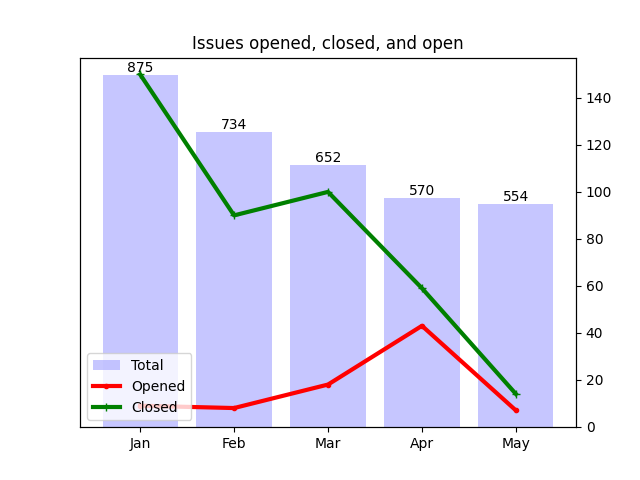 Issues opened, closed, and open
875
734
652
570
554
140
120
100
80
60
40
20
0
Total
Opened
Closed
Jan Feb Mar Apr May